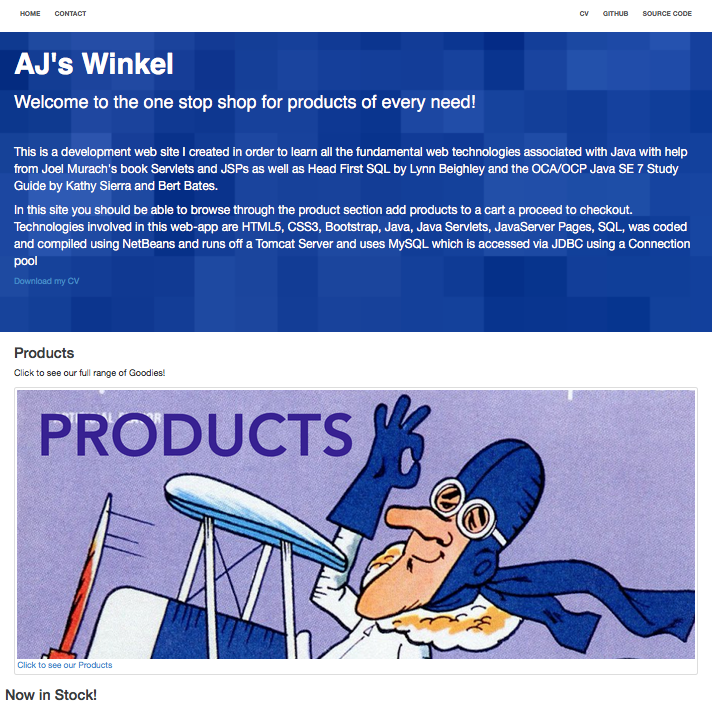 HOME CONTACT CV GITHUB SOURCE CODE
AJ's Winkel
Welcome to the one stop shop for products of every need!
This is a development web site I created in order to learn all the fundamental web technologies associated with Java with help
from Joel Murach's book Servlets and JSPs as well as Head First SQL by Lynn Beighley and the OCA/OCP Java SE 7 Study
Guide by Kathy Sierra and Bert Bates.
In this site you should be able to browse through the product section add products to a cart a proceed to checkout.
Technologies involved in this web-app are HTML5, CSS3, Bootstrap, Java, Java Servlets, JavaServer Pages, SQL, was coded
and compiled using NetBeans and runs off a Tomcat Server and uses MySQL which is accessed via JDBC using a Connection
pool
Download my CV
Products
Click to see our full range of Goodies!
PRODUCTS
Click to see our Products
Now in Stock!